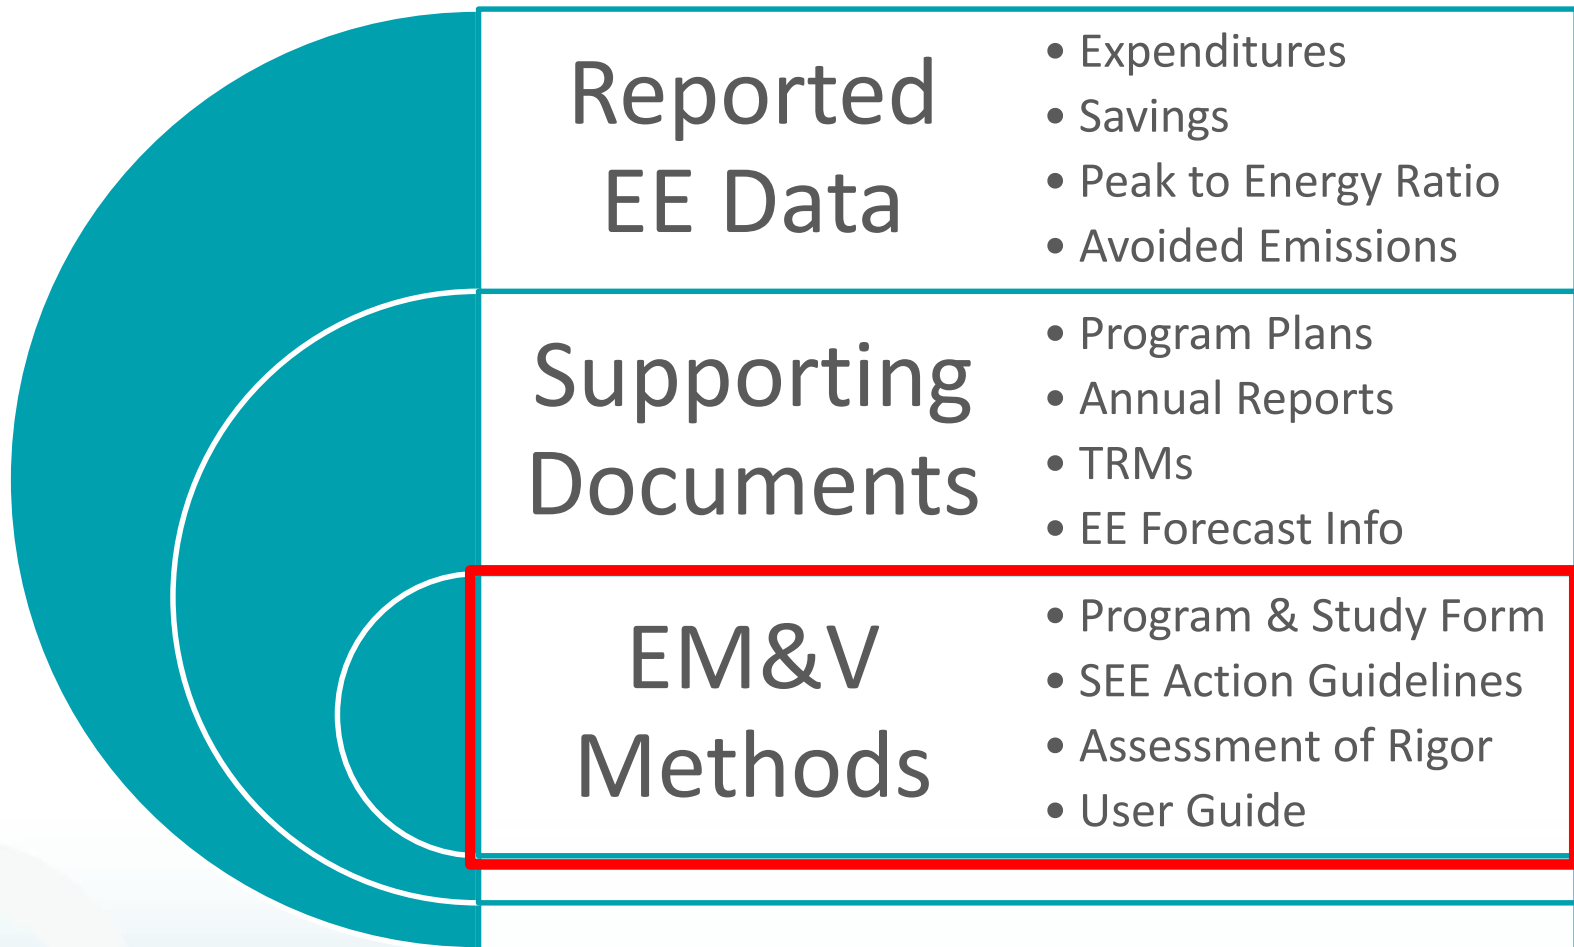 Reported
EE Data
• Expenditures
• Savings
• Peak to Energy Ratio
• Avoided Emissions
Supporting
Documents
• Program Plans
• Annual Reports
• TRMs
• EE Forecast Info
EM&V
Methods
• Program & Study Form
• SEE Action Guidelines
• Assessment of Rigor
• User Guide